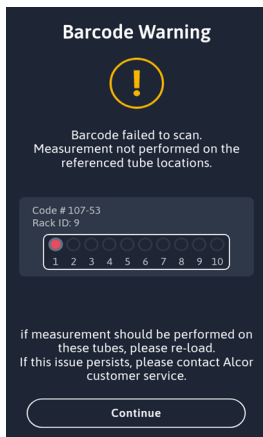 Barcode Warning
!
Barcode failed to scan.
Measurement not performed on the
referenced tube locations.
Code # 107-53
Rack ID: 9
1 2 3 4 5 6 7 8 9 10
if measurement should be performed on
these tubes, please re-load.
If this issue persists, please contact Alcor
customer service.
Continue